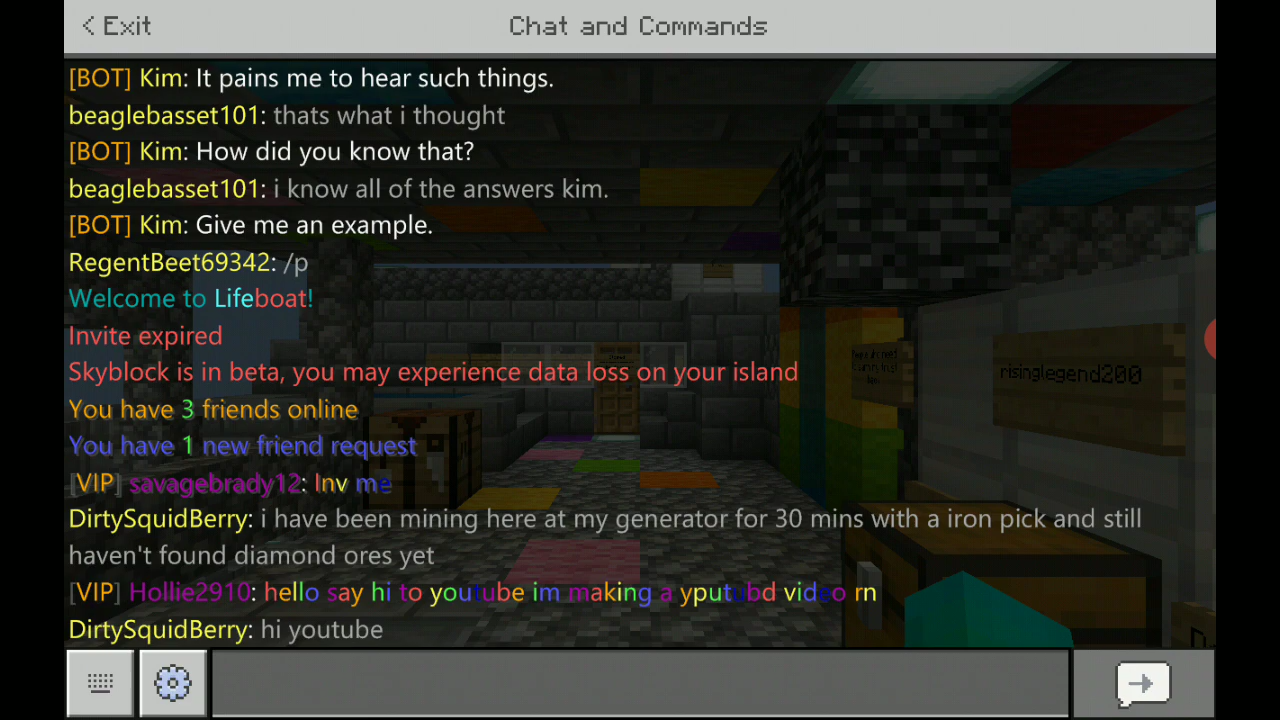 < Exit
Chat and Commands
[BOT] Kim: It pains me to hear such things.
beaglebasset101: thats what i thought
[BOT] Kim: How did you know that?
beaglebasset101: i know all of the answers kim.
[BOT] Kim: Give me an example.
RegentBeet69342: /p
Welcome to Lifeboat!
Invite expired
Skyblock is in beta, you may experience data loss on your island
You have 3 friends online
You have 1 new friend request
[VIP] savagebrady12: Inv me
DirtySquidBerry: i have been mining here at my generator for 30 mins with a iron pick and still
haven't found diamond ores yet
[VIP] Hollie2910: hello say hi to youtube im making a yputubd video rn
DirtySquidBerry: hi youtube
risinglegend200